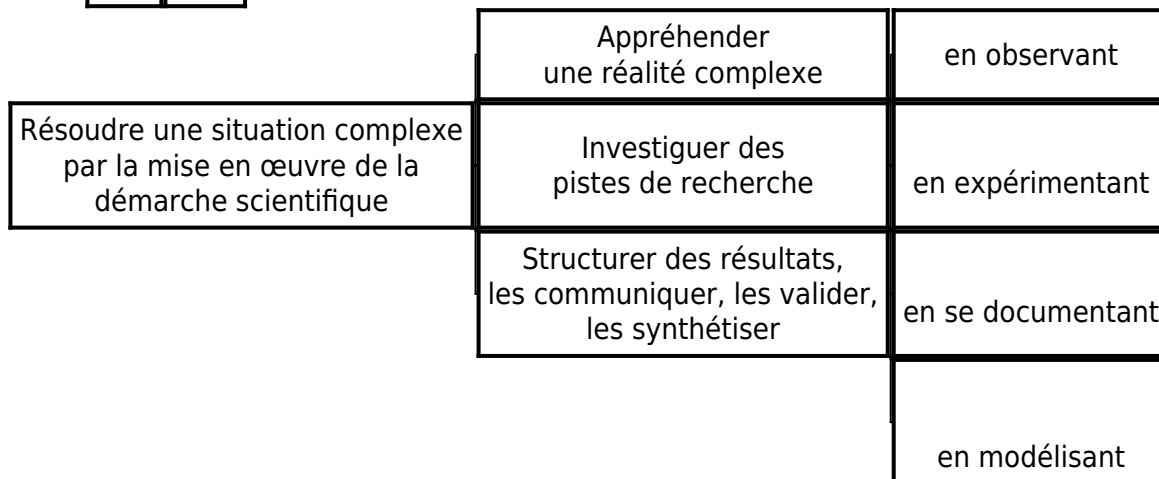 Appréhender
une réalité complexe
en observant
Résoudre une situation complexe
par la mise en œuvre de la
démarche scientifique
Investiguer des
pistes de recherche
en expérimentant
Structurer des résultats,
les communiquer, les valider,
les synthétiser
en se documentant
en modélisant